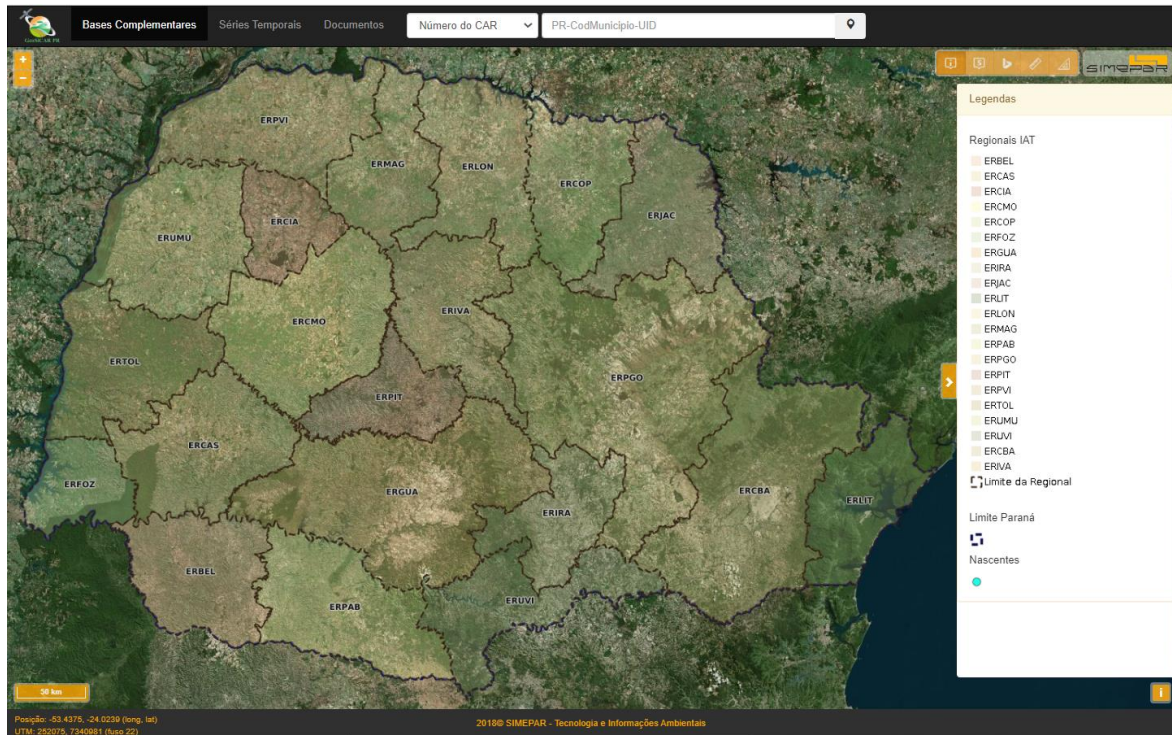 Bases Complementares
Séries Temporais
Documentos
Número do CAR
PR-CodMunicipio-UID
+
−
SIMEPAR
ERPVI
ERMAG
ERLON
ERCOP
ERJAC
ERCIA
ERUMU
ERIVA
ERCMO
ERTOL
ERPGO
ERPIT
ERCAS
ERFOZ
ERGUA
ERCBA
ERLIT
ERIRA
ERBEL
ERPAB
ERUVI
Legendas
Regionais IAT
ERBEL
ERCAS
ERCIA
ERCMO
ERCOP
ERFOZ
ERGUA
ERIRA
ERJAC
ERLIT
ERLON
ERMAG
ERPAB
ERPGO
ERPIT
ERPVI
ERTOL
ERUMU
ERUVI
ERCBA
ERIVA
Limite da Regional
Limite Paraná
Nascentes
50 km
i
Posição: -53.4375, -24.0239 (long, lat)
UTM: 252075, 7340981 (fuso 22)
2018© SIMEPAR - Tecnologia e Informações Ambientais